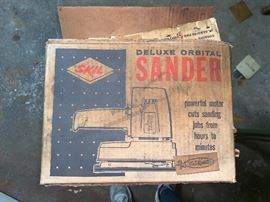 SKIL
DELUXE ORBITAL
SANDER
powerful motor
cuts sanding
jobs from
hours to
minutes